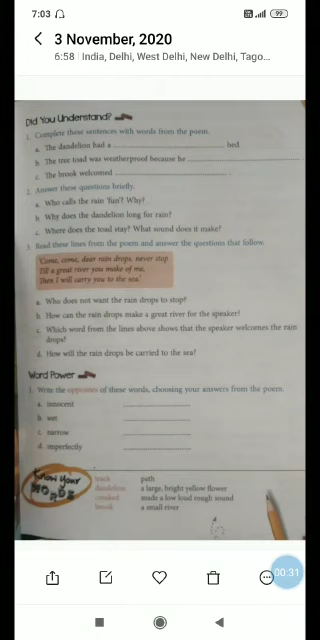 7:03
99
3 November, 2020
6:58 India, Delhi, West Delhi, New Delhi, Tago...
Did You Understand?
1. Complete these sentences with words from the poem.
a. The dandelion had a ______ bed.
b. The tree toad was weatherproof because he ______.
c. The brook welcomed ______.
2. Answer these questions briefly.
a. Who calls the rain 'fun'? Why?
b. Why does the dandelion long for rain?
c. Where does the toad stay? What sound does it make?
3. Read these lines from the poem and answer the questions that follow.
'Come, come, dear rain drops, never stop
Till a great river you make of me,
Then I will carry you to the sea.'
a. Who does not want the rain drops to stop?
b. How can the rain drops make a great river for the speaker?
c. Which word from the lines above shows that the speaker welcomes the rain
drops?
d. How will the rain drops be carried to the sea?
Word Power
1. Write the opposites of these words, choosing your answers from the poem.
a. innocent ______
b. wet ______
c. narrow ______
d. imperfectly ______
Know Your
WORDS
track path
dandelion a large, bright yellow flower
croaked made a low loud rough sound
brook a small river
00:31